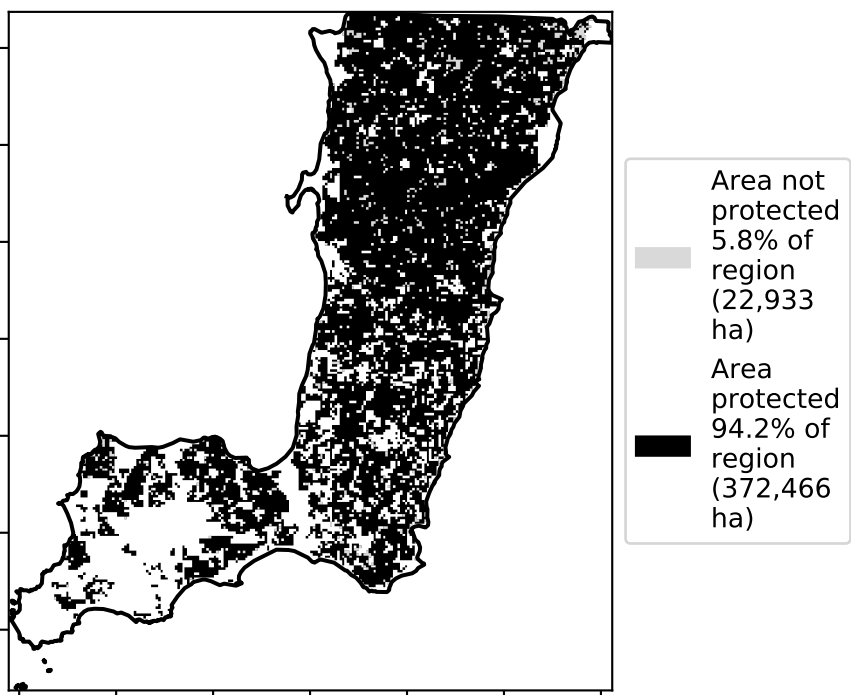 Area not
protected
5.8% of
region
(22,933
ha)
Area
protected
94.2% of
region
(372,466
ha)